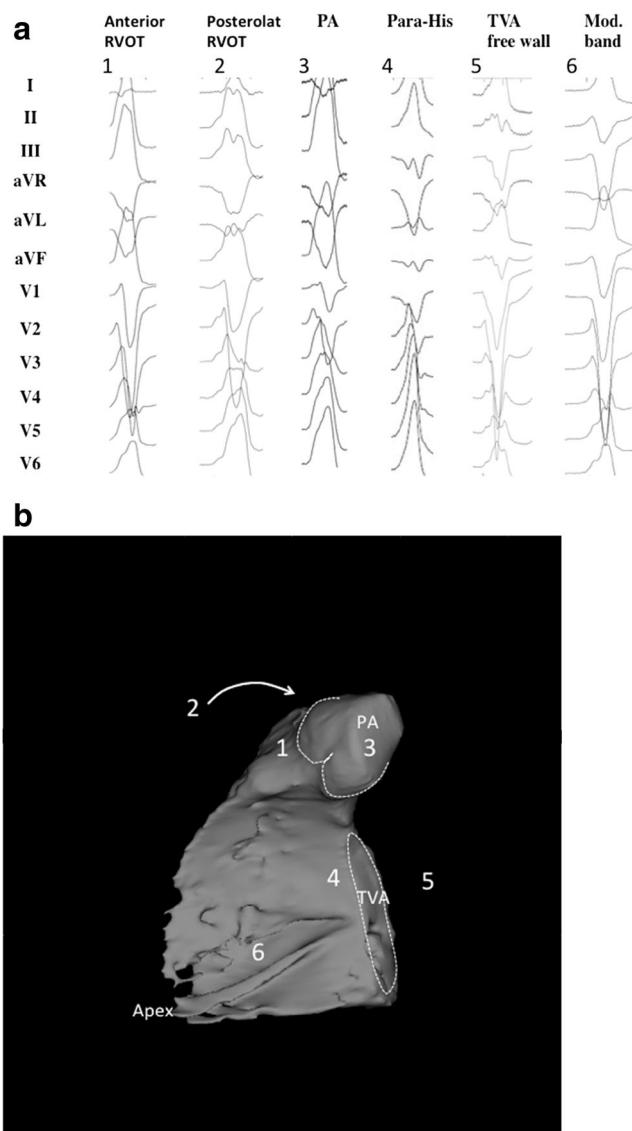 a
Anterior RVOT
Posterolat RVOT
PA
Para-His
TVA free wall
Mod. band
1 2 3 4 5 6
I
II
III
aVR
aVL
aVF
V1
V2
V3
V4
V5
V6
b
2
PA
1 3
4 5
TVA
6
Apex